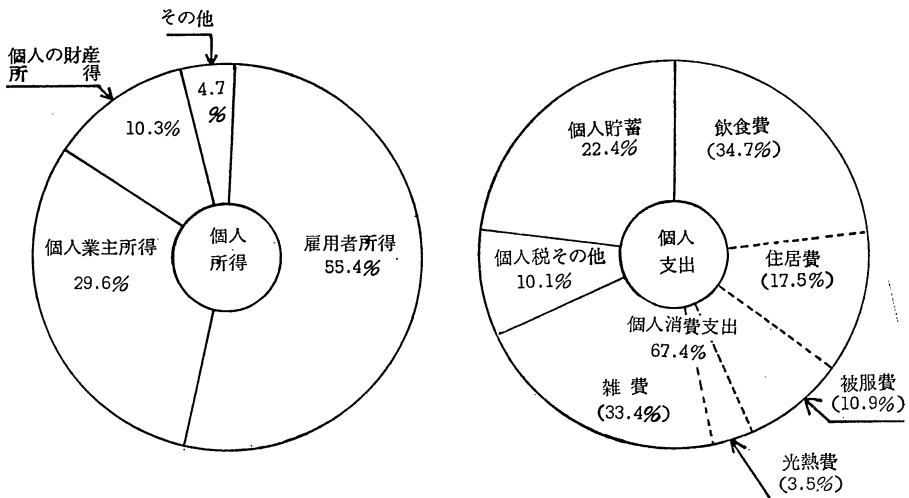 その他
個人の財産
所得
4.7
%
10.3%
個人業主所得
29.6%
個人
所得
雇用者所得
55.4%
個人貯蓄
22.4%
飲食費
(34.7%)
個人税その他
10.1%
個人
支出
住居費
(17.5%)
個人消費支出
67.4%
雑費
(33.4%)
被服費
(10.9%)
光熱費
(3.5%)